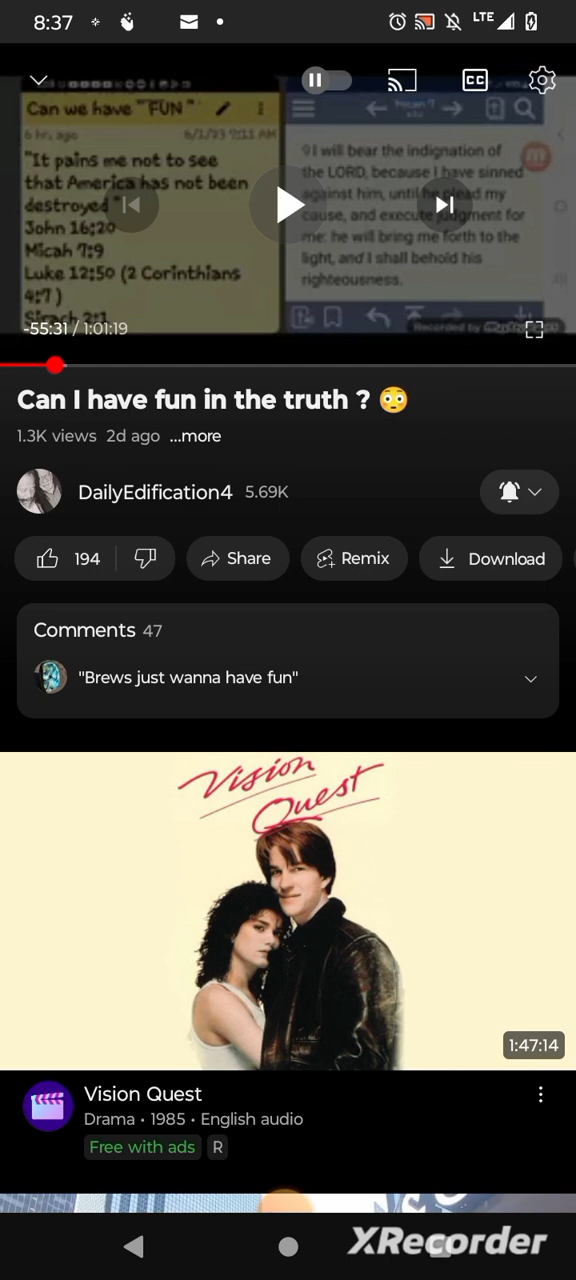 8:37
LTE
CC
Can we have "FUN"
6 hrs ago 6/1/23 9:11 AM
"It pains me not to see
that America has not been
destroyed"
John 16:20
Micah 7:9
Luke 12:50 (2 Corinthians
4:7)
Sirach 2:1
9 I will bear the indignation of
the LORD, because I have sinned
against him, until he plead my
cause, and execute judgment for
me: he will bring me forth to the
light, and I shall behold his
righteousness.
Recorded by
-55:31 / 1:01:19
Can I have fun in the truth ? 😳
1.3K views 2d ago ...more
DailyEdification4 5.69K
194 Share Remix Download
Comments 47
"Brews just wanna have fun"
Vision
Quest
1:47:14
Vision Quest
Drama • 1985 • English audio
Free with ads R
XRecorder